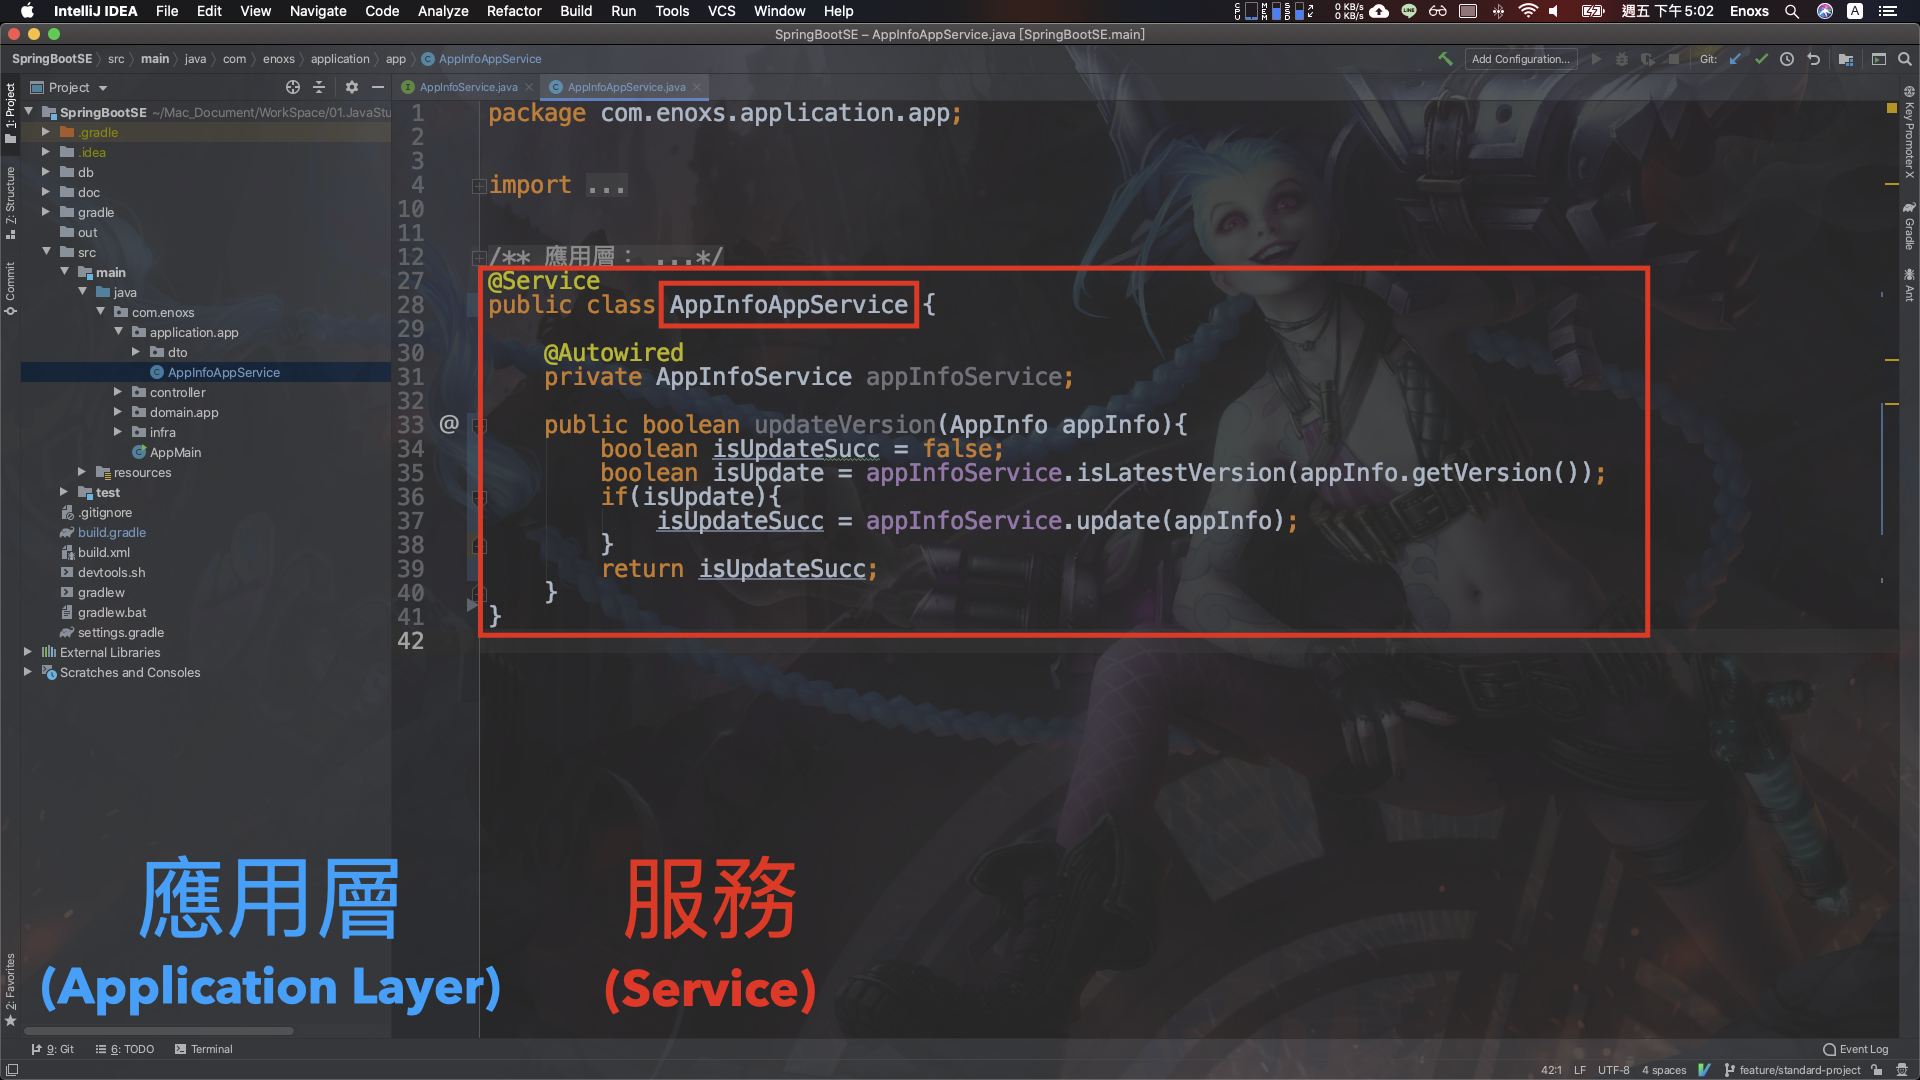 IntelliJ IDEA File Edit View Navigate Code Analyze Refactor Build Run Tools VCS Window Help 0 KB/s 0 KB/s 週五 下午5:02 Enoxs A
SpringBootSE – AppInfoAppService.java [SpringBootSE.main]
SpringBootSE src main java com enoxs application app AppInfoAppService Add Configuration... Git:
Project
AppInfoService.java AppInfoAppService.java
1: Project
Z: Structure
Commit
2: Favorites
SpringBootSE ~/Mac_Document/WorkSpace/01.JavaStu
.gradle
.idea
db
doc
gradle
out
src
main
java
com.enoxs
application.app
dto
AppInfoAppService
controller
domain.app
infra
AppMain
resources
test
.gitignore
build.gradle
build.xml
devtools.sh
gradlew
gradlew.bat
settings.gradle
External Libraries
Scratches and Consoles
1 package com.enoxs.application.app;
2
3
4 import ...
10
11
12 /** 應用層： ...*/
27 @Service
28 public class AppInfoAppService {
29
30 @Autowired
31 private AppInfoService appInfoService;
32
33 @ public boolean updateVersion(AppInfo appInfo){
34 boolean isUpdateSucc = false;
35 boolean isUpdate = appInfoService.isLatestVersion(appInfo.getVersion());
36 if(isUpdate){
37 isUpdateSucc = appInfoService.update(appInfo);
38 }
39 return isUpdateSucc;
40 }
41 }
42
Key Promoter X
Gradle
Ant
應用層
(Application Layer)
服務
(Service)
9: Git 6: TODO Terminal Event Log
42:1 LF UTF-8 4 spaces feature/standard-project